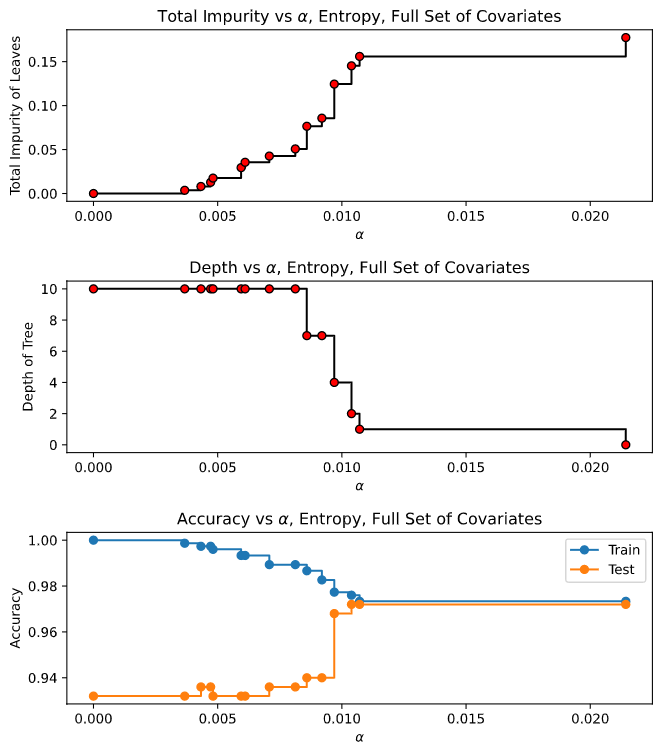 Total Impurity vs α, Entropy, Full Set of Covariates
Total Impurity of Leaves
0.15
0.10
0.05
0.00
0.000 0.005 0.010 0.015 0.020
α
Depth vs α, Entropy, Full Set of Covariates
Depth of Tree
10
8
6
4
2
0
0.000 0.005 0.010 0.015 0.020
α
Accuracy vs α, Entropy, Full Set of Covariates
Accuracy
1.00
0.98
0.96
0.94
Train
Test
0.000 0.005 0.010 0.015 0.020
α